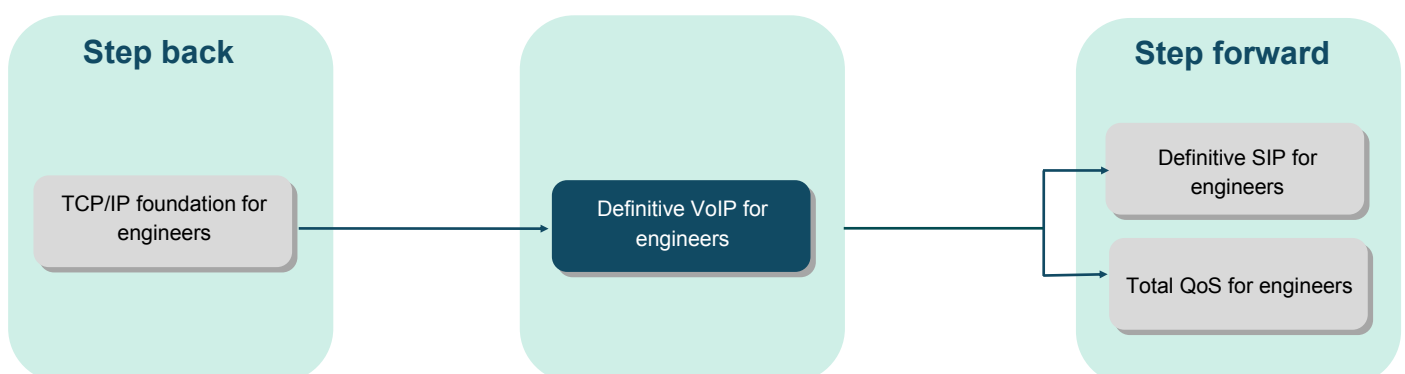 Step back
TCP/IP foundation for
engineers
Definitive VoIP for
engineers
Step forward
Definitive SIP for
engineers
Total QoS for engineers